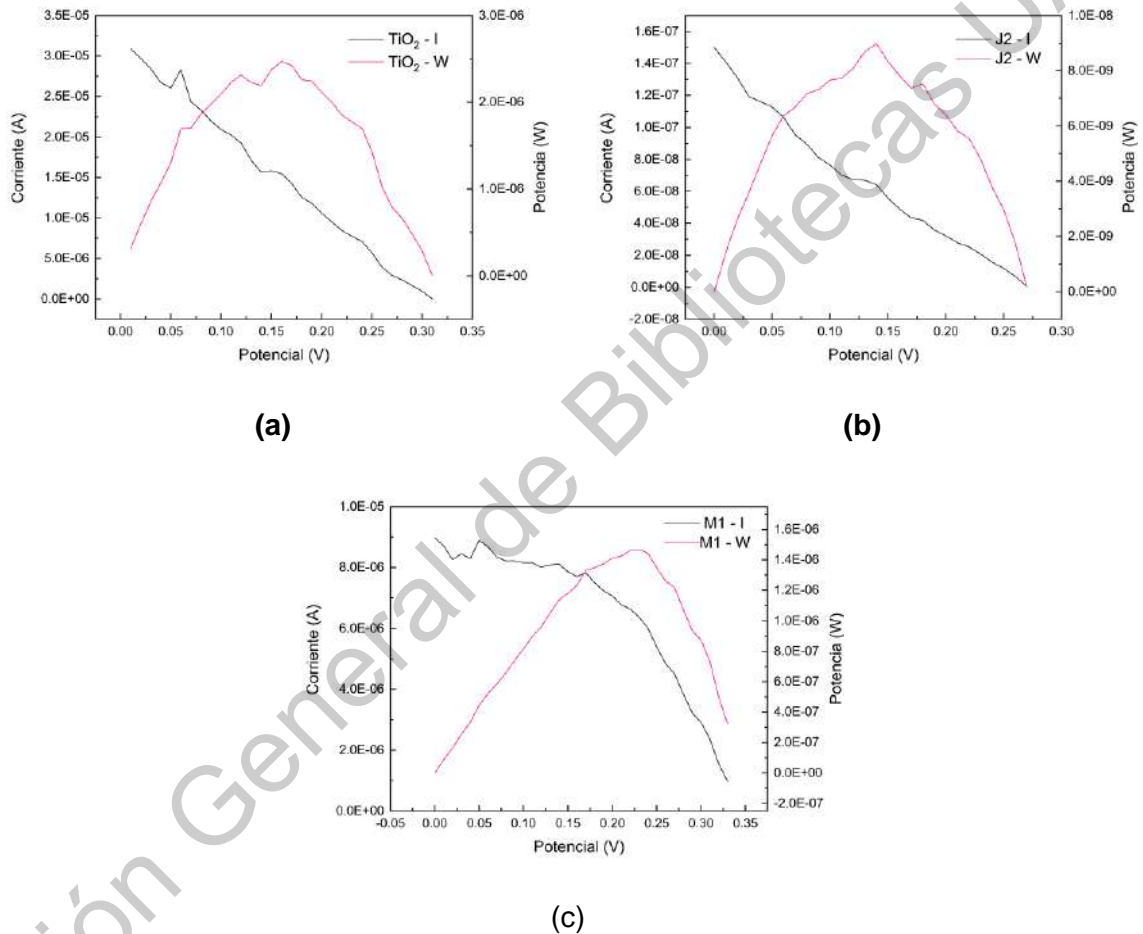 TiO2 - I
TiO2 - W
3.5E-05
3.0E-05
2.5E-05
2.0E-05
1.5E-05
1.0E-05
5.0E-06
0.0E+00
Corriente (A)
3.0E-06
2.0E-06
1.0E-06
0.0E+00
Potencia (W)
0.00 0.05 0.10 0.15 0.20 0.25 0.30 0.35
Potencial (V)
(a)
J2 - I
J2 - W
1.6E-07
1.4E-07
1.2E-07
1.0E-07
8.0E-08
6.0E-08
4.0E-08
2.0E-08
0.0E+00
-2.0E-08
Corriente (A)
1.0E-08
8.0E-09
6.0E-09
4.0E-09
2.0E-09
0.0E+00
Potencia (W)
0.00 0.05 0.10 0.15 0.20 0.25 0.30
Potencial (V)
(b)
M1 - I
M1 - W
1.0E-05
8.0E-06
6.0E-06
4.0E-06
2.0E-06
0.0E+00
Corriente (A)
1.6E-06
1.4E-06
1.2E-06
1.0E-06
8.0E-07
6.0E-07
4.0E-07
2.0E-07
0.0E+00
-2.0E-07
Potencia (W)
-0.05 0.00 0.05 0.10 0.15 0.20 0.25 0.30 0.35
Potencial (V)
(c)
General de Bibliotecas